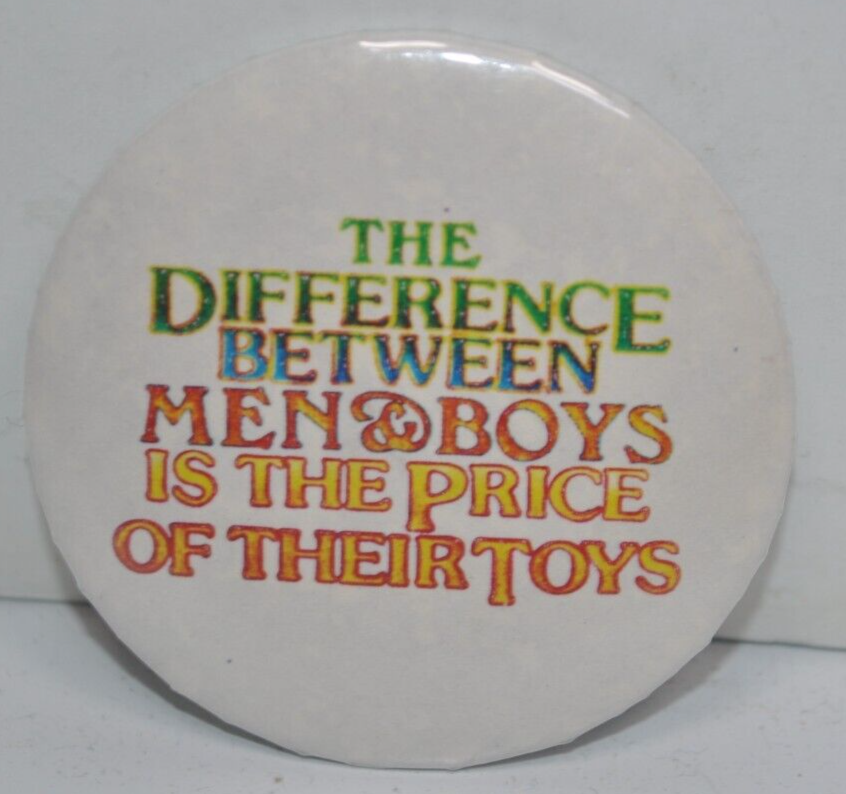 THE
DIFFERENCE
BETWEEN
MEN & BOYS
IS THE PRICE
OF THEIR TOYS